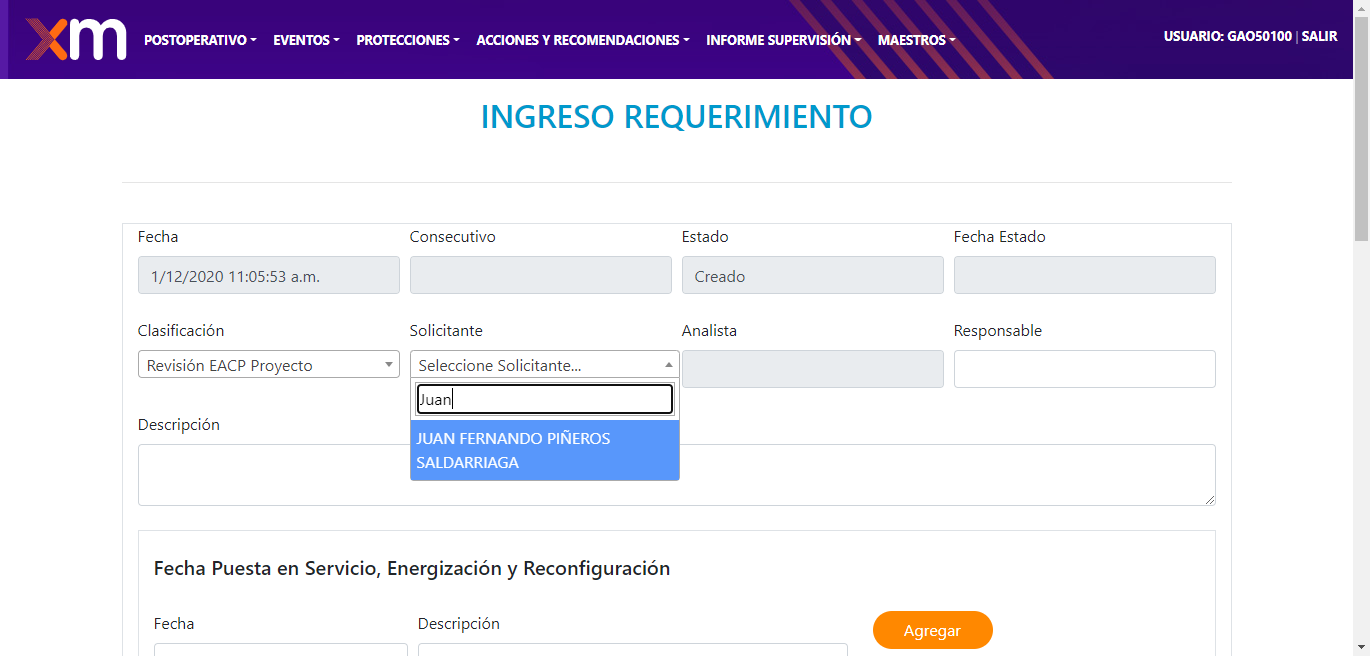 xm
POSTOPERATIVO EVENTOS PROTECCIONES ACCIONES Y RECOMENDACIONES INFORME SUPERVISIÓN MAESTROS USUARIO: GAO50100 | SALIR
INGRESO REQUERIMIENTO
Fecha Consecutivo Estado Fecha Estado
1/12/2020 11:05:53 a.m. Creado
Clasificación Solicitante Analista Responsable
Revisión EACP Proyecto Seleccione Solicitante...
Juan
JUAN FERNANDO PIÑEROS
SALDARRIAGA
Descripción
Fecha Puesta en Servicio, Energización y Reconfiguración
Fecha Descripción Agregar